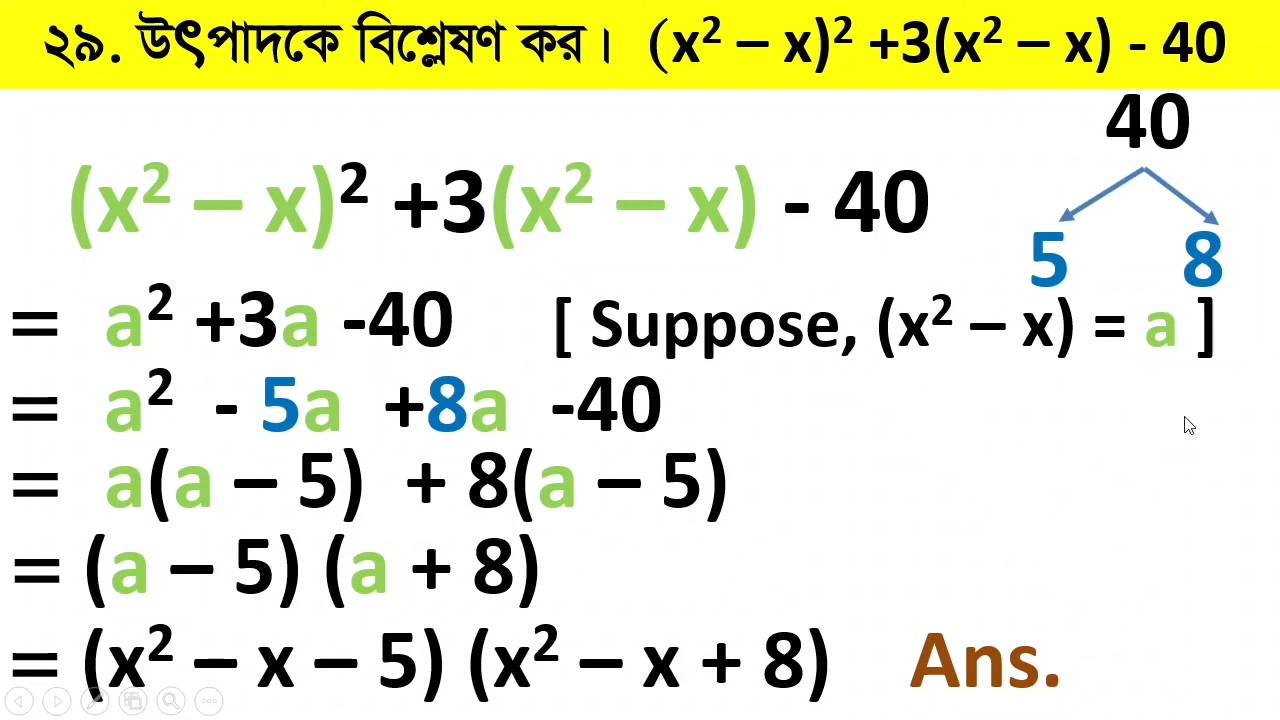 ২৯. উৎপাদকে বিশ্লেষণ কর। (x² – x)² +3(x² – x) - 40
40
(x² – x)² +3(x² – x) - 40
5 8
= a² +3a -40 [ Suppose, (x² – x) = a ]
= a² - 5a +8a -40
= a(a – 5) + 8(a – 5)
= (a – 5) (a + 8)
= (x² – x – 5) (x² – x + 8) Ans.